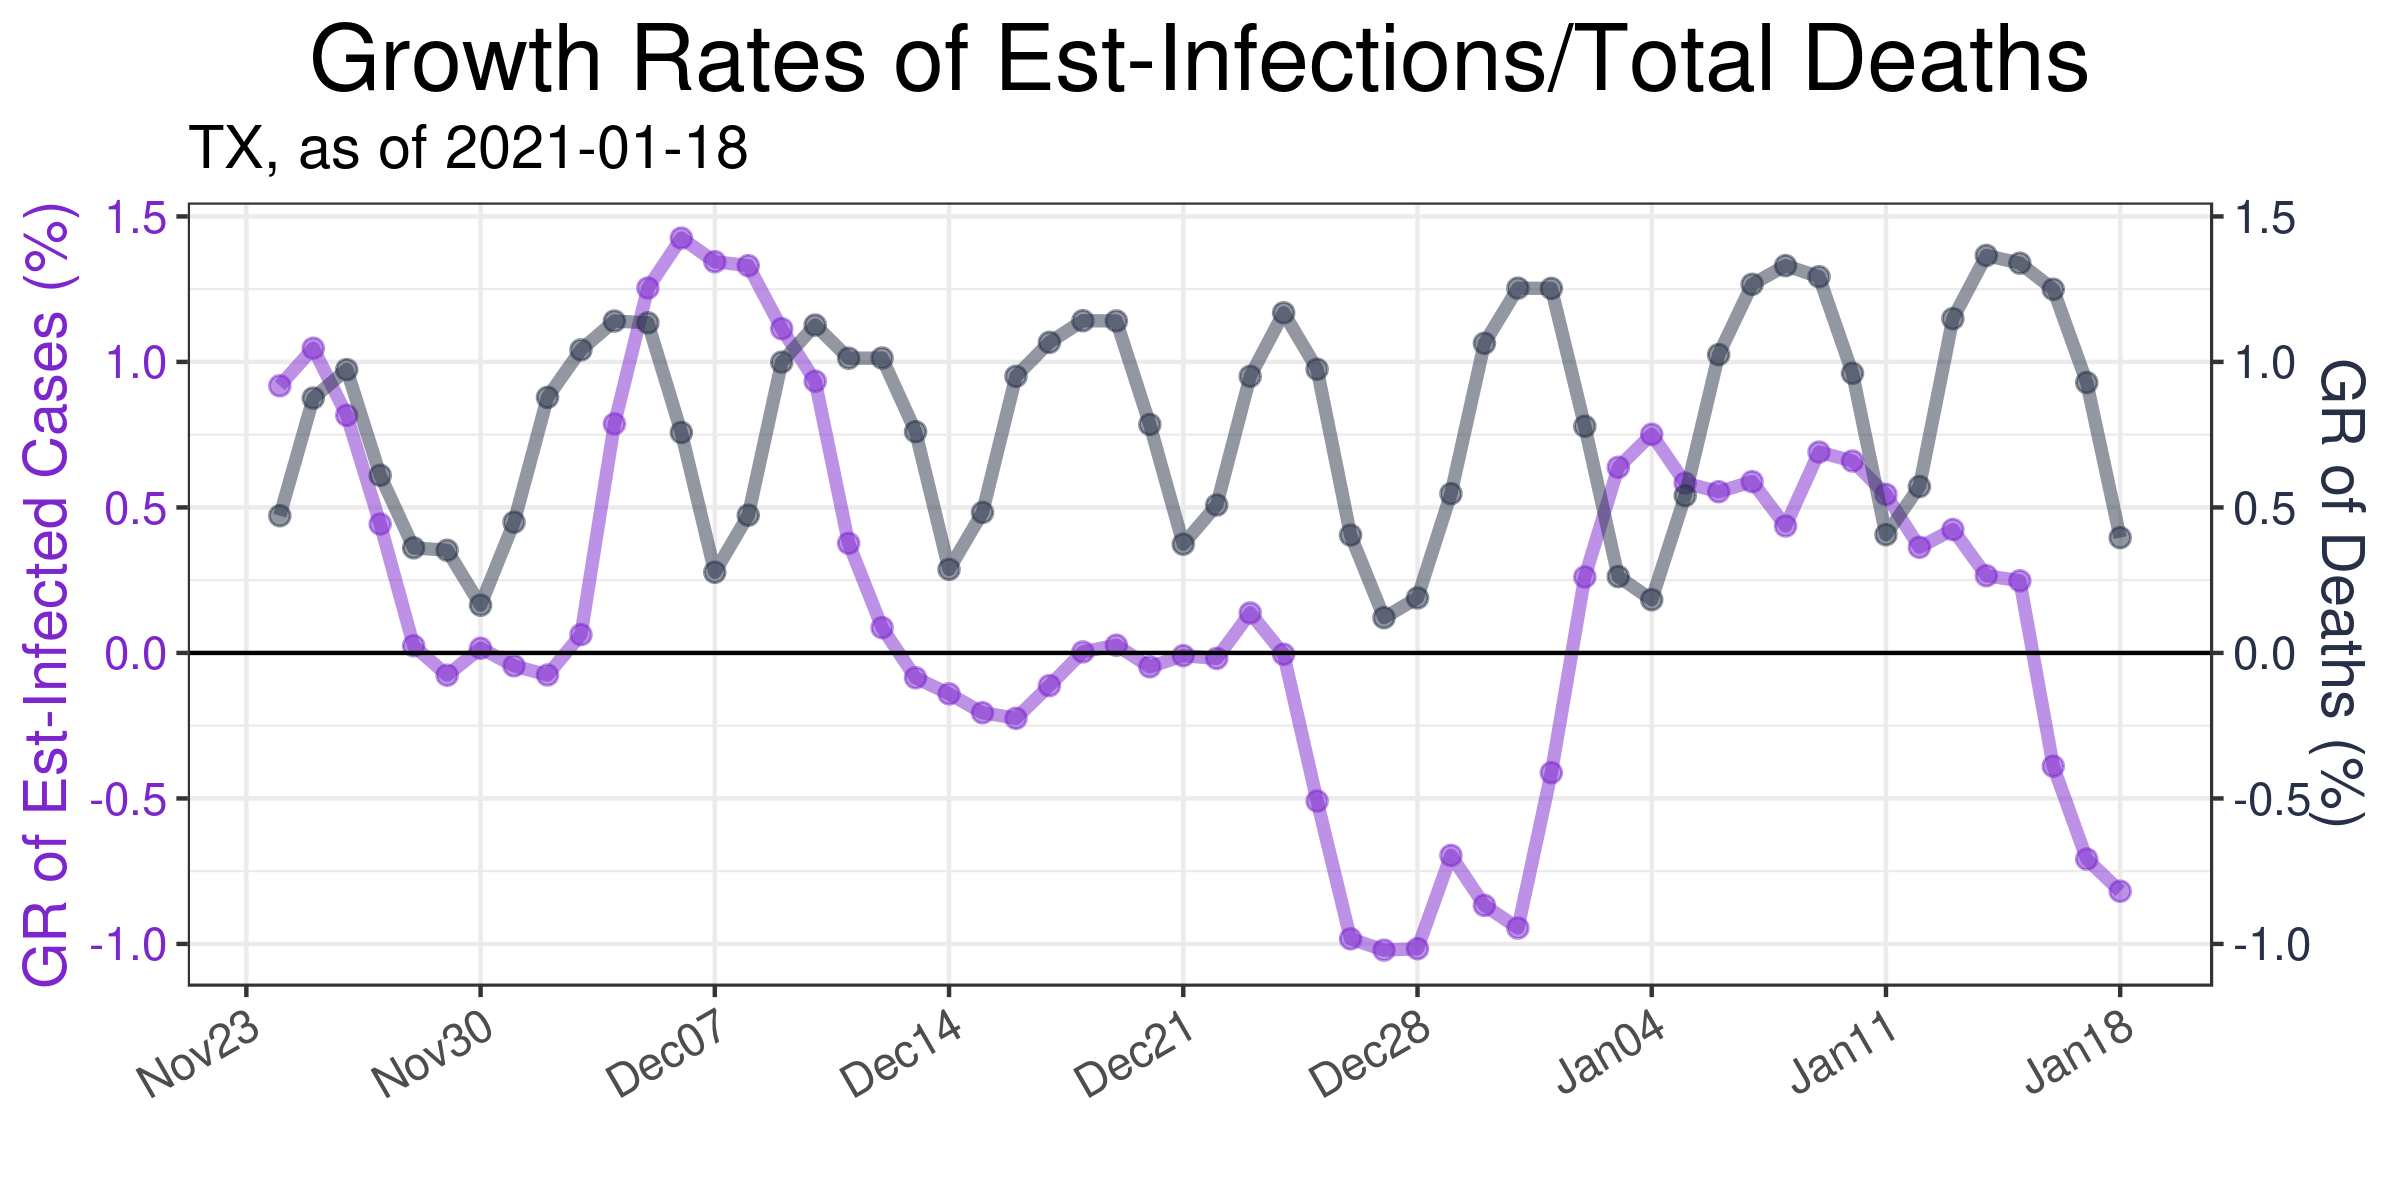 Growth Rates of Est-Infections/Total Deaths
TX, as of 2021-01-18
GR of Est-Infected Cases (%)
1.5
1.0
0.5
0.0
-0.5
-1.0
1.5
1.0
0.5
0.0
-0.5
-1.0
GR of Deaths (%)
Nov23
Nov30
Dec07
Dec14
Dec21
Dec28
Jan04
Jan11
Jan18